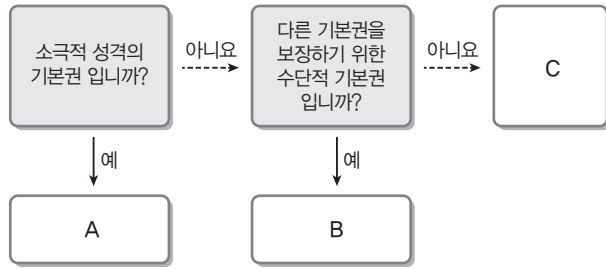 소극적 성격의
기본권 입니까?
아니요
다른 기본권을
보장하기 위한
수단적 기본권
입니까?
아니요
C
예
예
A
B